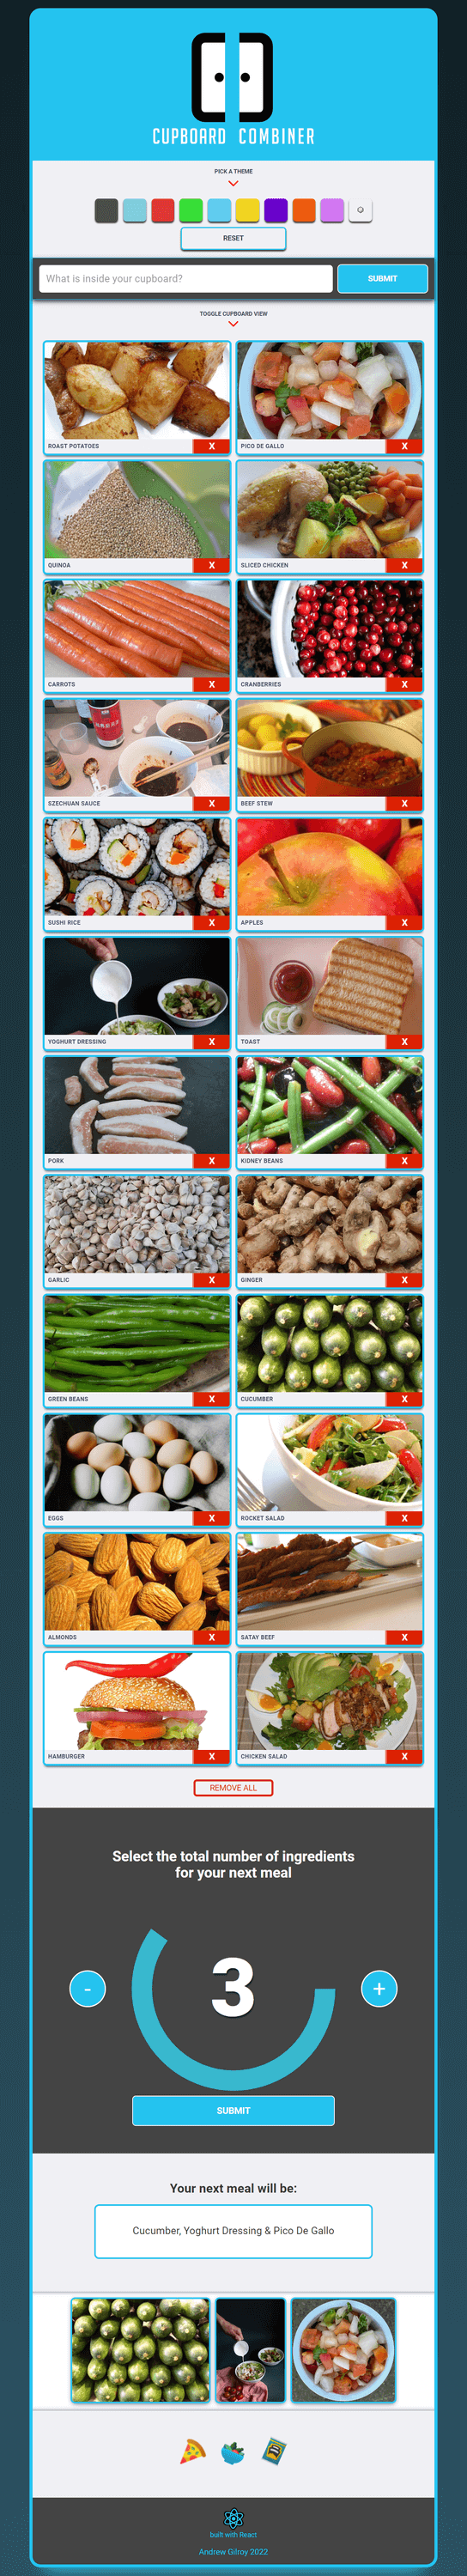 CUPBOARD COMBINER
PICK A THEME
RESET
What is inside your cupboard?
SUBMIT
TOGGLE CUPBOARD VIEW
ROAST POTATOES
X
PICO DE GALLO
X
QUINOA
X
SLICED CHICKEN
X
CARROTS
X
CRANBERRIES
X
SZECHUAN SAUCE
X
BEEF STEW
X
SUSHI RICE
X
APPLES
X
YOGHURT DRESSING
X
TOAST
X
PORK
X
KIDNEY BEANS
X
GARLIC
X
GINGER
X
GREEN BEANS
X
CUCUMBER
X
EGGS
X
ROCKET SALAD
X
ALMONDS
X
SATAY BEEF
X
HAMBURGER
X
CHICKEN SALAD
X
REMOVE ALL
Select the total number of ingredients
for your next meal
-
3
+
SUBMIT
Your next meal will be:
Cucumber, Yoghurt Dressing & Pico De Gallo
built with React
Andrew Gilroy 2022